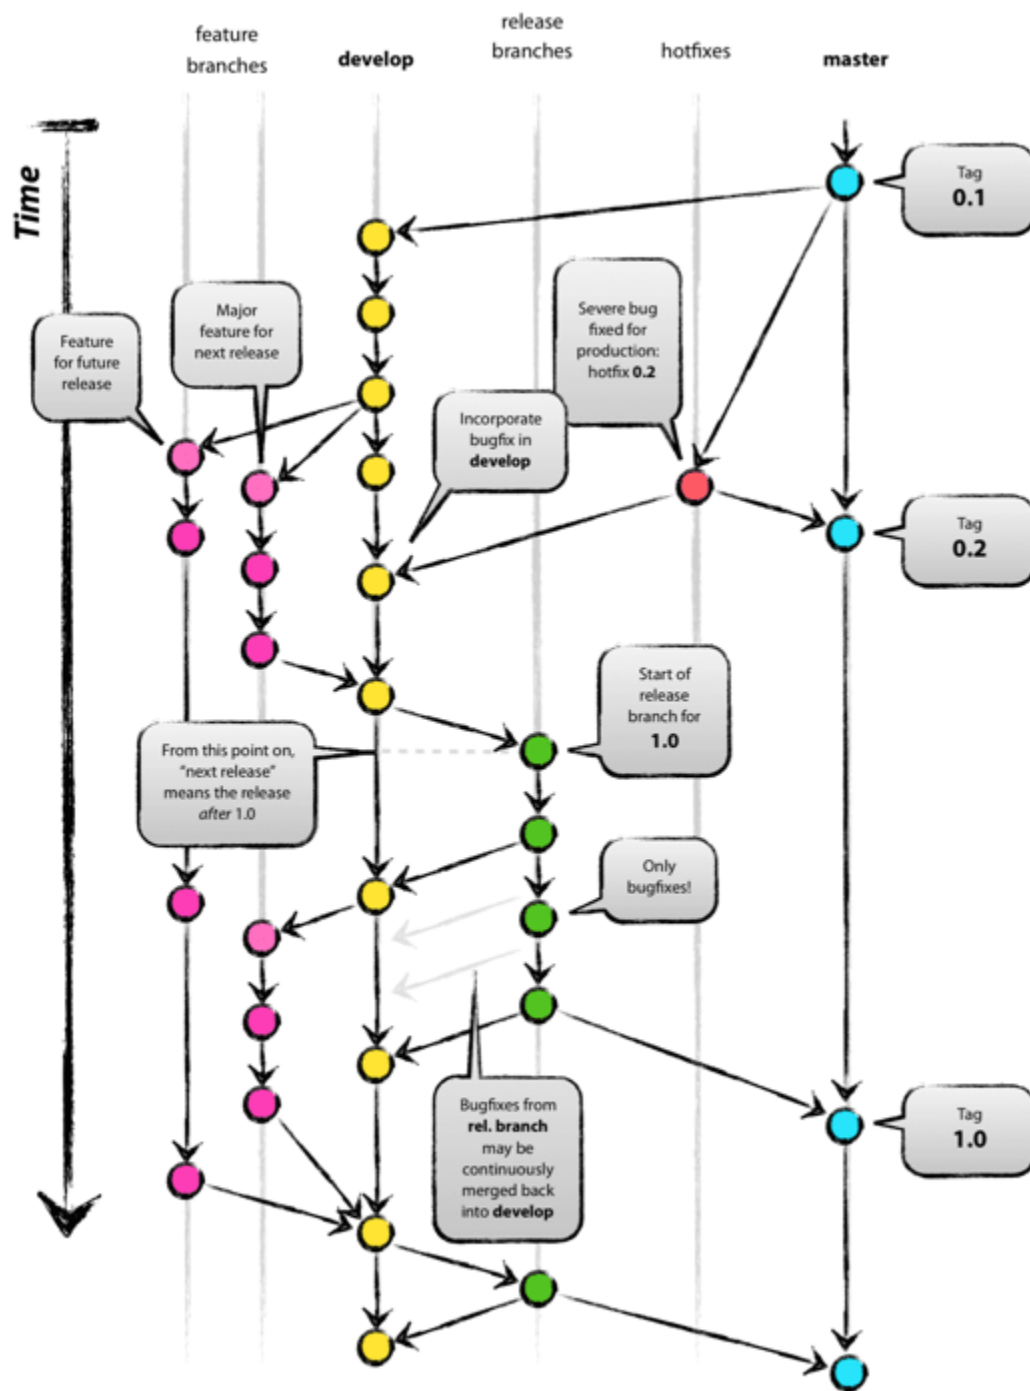 feature
branches
develop
release
branches
hotfixes
master
Time
Tag
0.1
Feature
for future
release
Major
feature for
next release
Severe bug
fixed for
production:
hotfix 0.2
Incorporate
bugfix in
develop
Tag
0.2
Start of
release
branch for
1.0
From this point on,
“next release”
means the release
after 1.0
Only
bugfixes!
Bugfixes from
rel. branch
may be
continuously
merged back
into develop
Tag
1.0